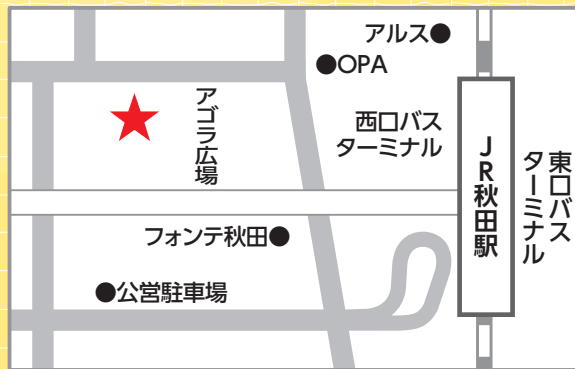 アルス●
●OPA
アゴラ広場
西口バス
ターミナル
JR秋田駅
東口バス
ターミナル
フォンテ秋田●
●公営駐車場